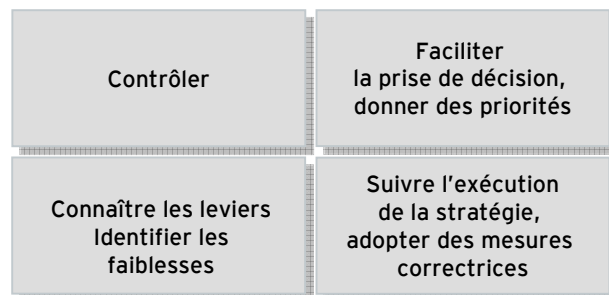 Contrôler
Faciliter
la prise de décision,
donner des priorités
Connaître les leviers
Identifier les
faiblesses
Suivre l'exécution
de la stratégie,
adopter des mesures
correctrices